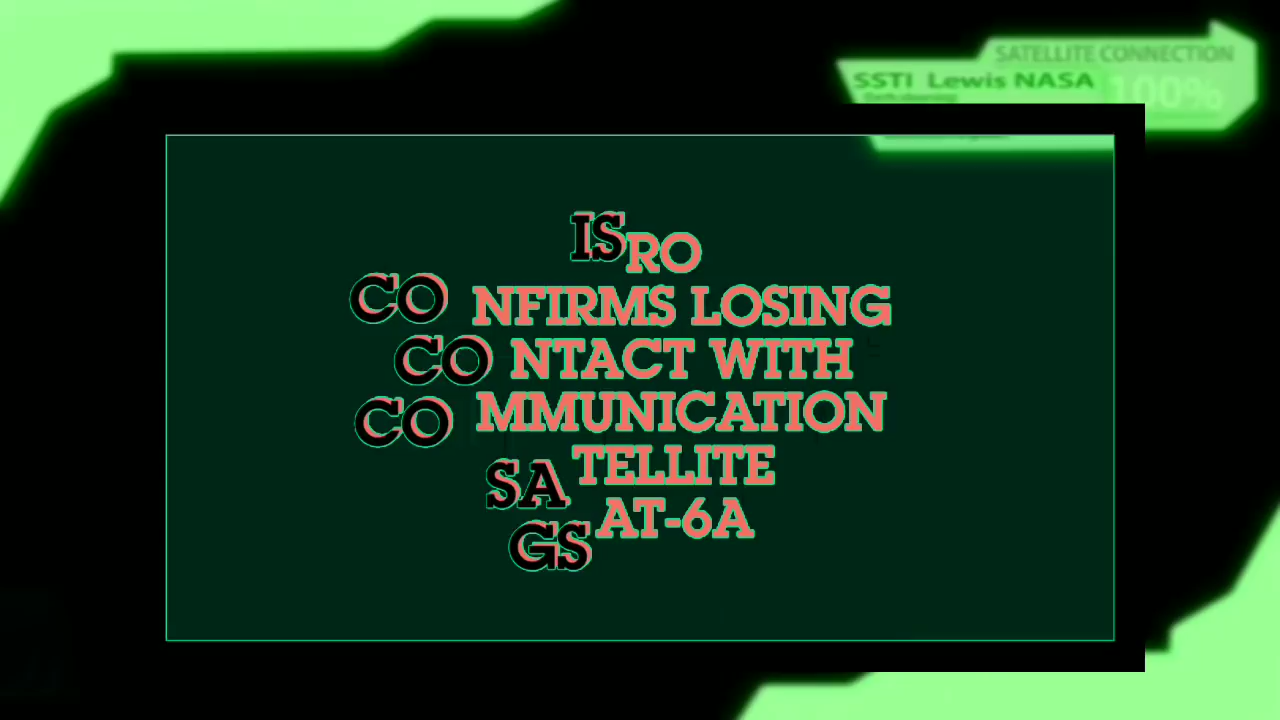 SATELLITE CONNECTION
SSTI Lewis NASA
100%
ISRO
CONFIRMS LOSING
CONTACT WITH
COMMUNICATION
SATELLITE
GSAT-6A